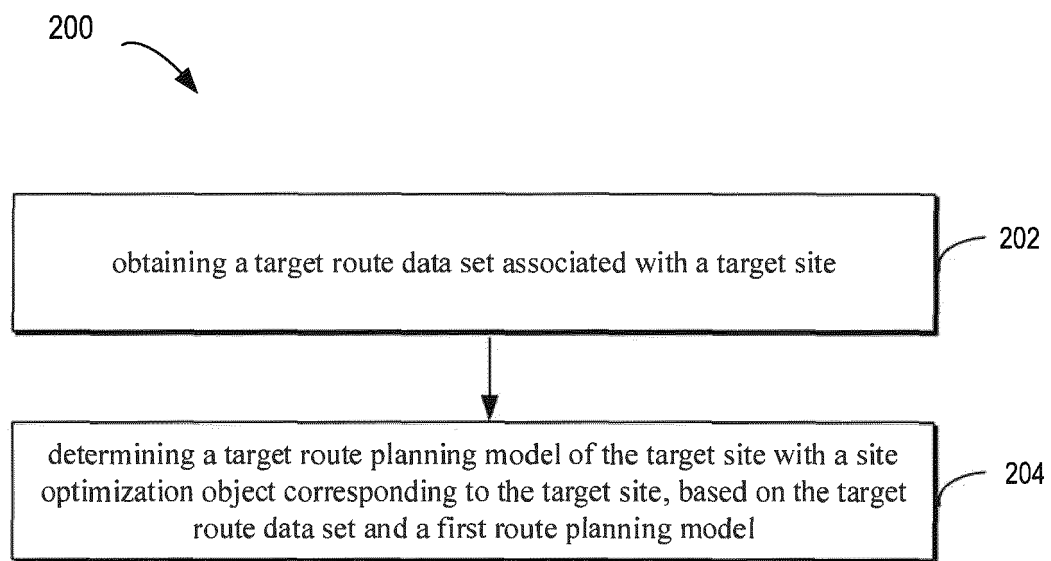 200
obtaining a target route data set associated with a target site
202
determining a target route planning model of the target site with a site
optimization object corresponding to the target site, based on the target
route data set and a first route planning model
204